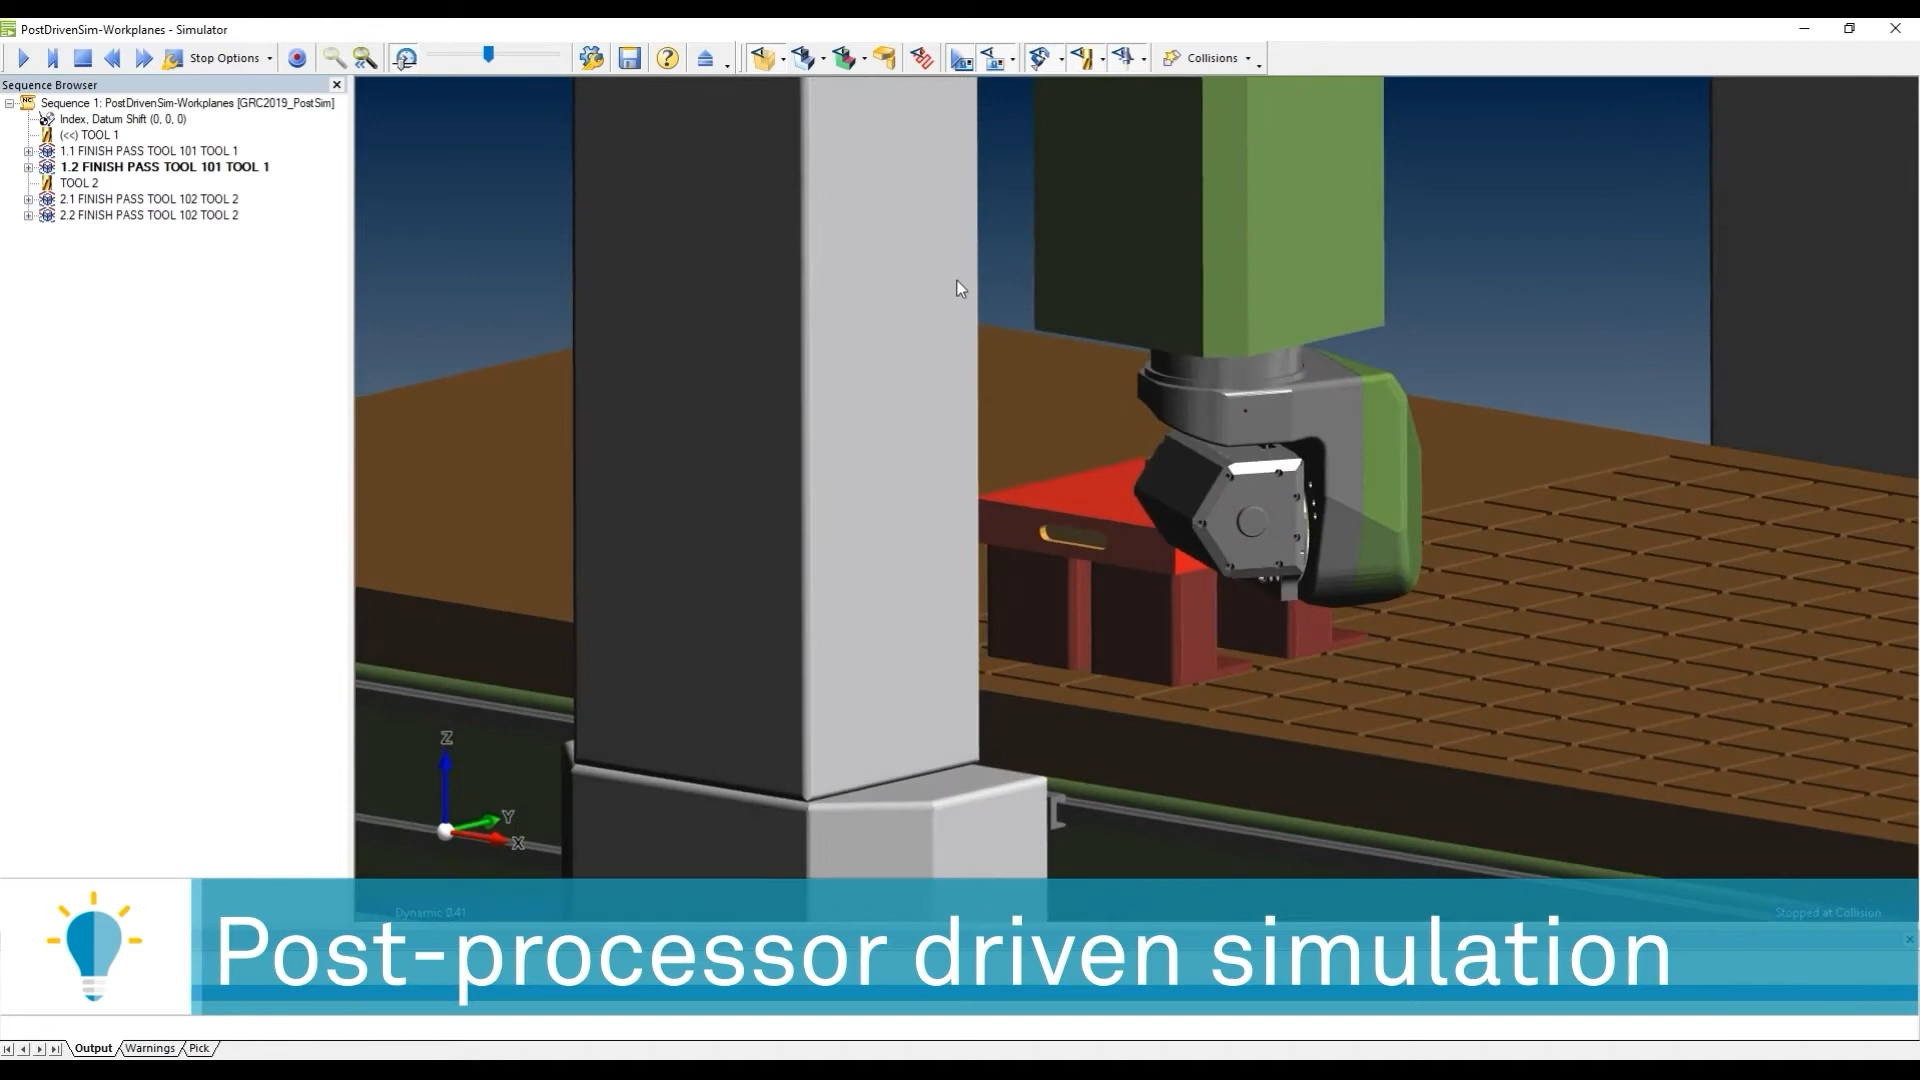 PostDrivenSim-Workplanes - Simulator
Stop Options
Collisions
Sequence Browser
Sequence 1: PostDrivenSim-Workplanes [GRC2019_PostSim]
Index, Datum Shift (0, 0, 0)
(<<) TOOL 1
1.1 FINISH PASS TOOL 101 TOOL 1
1.2 FINISH PASS TOOL 101 TOOL 1
TOOL 2
2.1 FINISH PASS TOOL 102 TOOL 2
2.2 FINISH PASS TOOL 102 TOOL 2
Z
Y
X
Dynamic 0.41
Stopped at Collision
Post-processor driven simulation
Output
Warnings
Pick